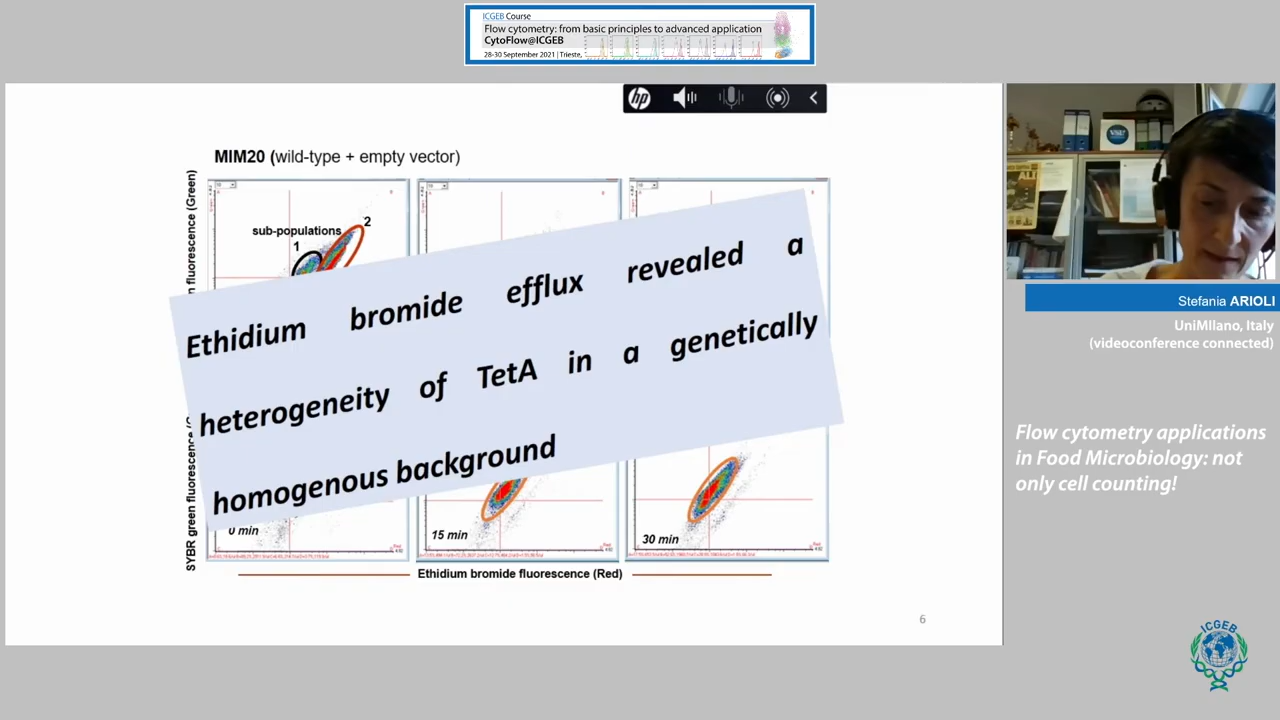 ICGEB Course
Flow cytometry: from basic principles to advanced application
CytoFlow@ICGEB
28-30 September 2021 | Trieste,
hp
MIM20 (wild-type + empty vector)
sub-populations
1
2
Ethidium bromide efflux revealed a
heterogeneity of TetA in a genetically
homogenous background
0 min
15 min
30 min
SYBR green fluorescence
n fluorescence (Green)
Ethidium bromide fluorescence (Red)
6
Stefania ARIOLI
UniMIlano, Italy
(videoconference connected)
Flow cytometry applications
in Food Microbiology: not
only cell counting!
ICGEB